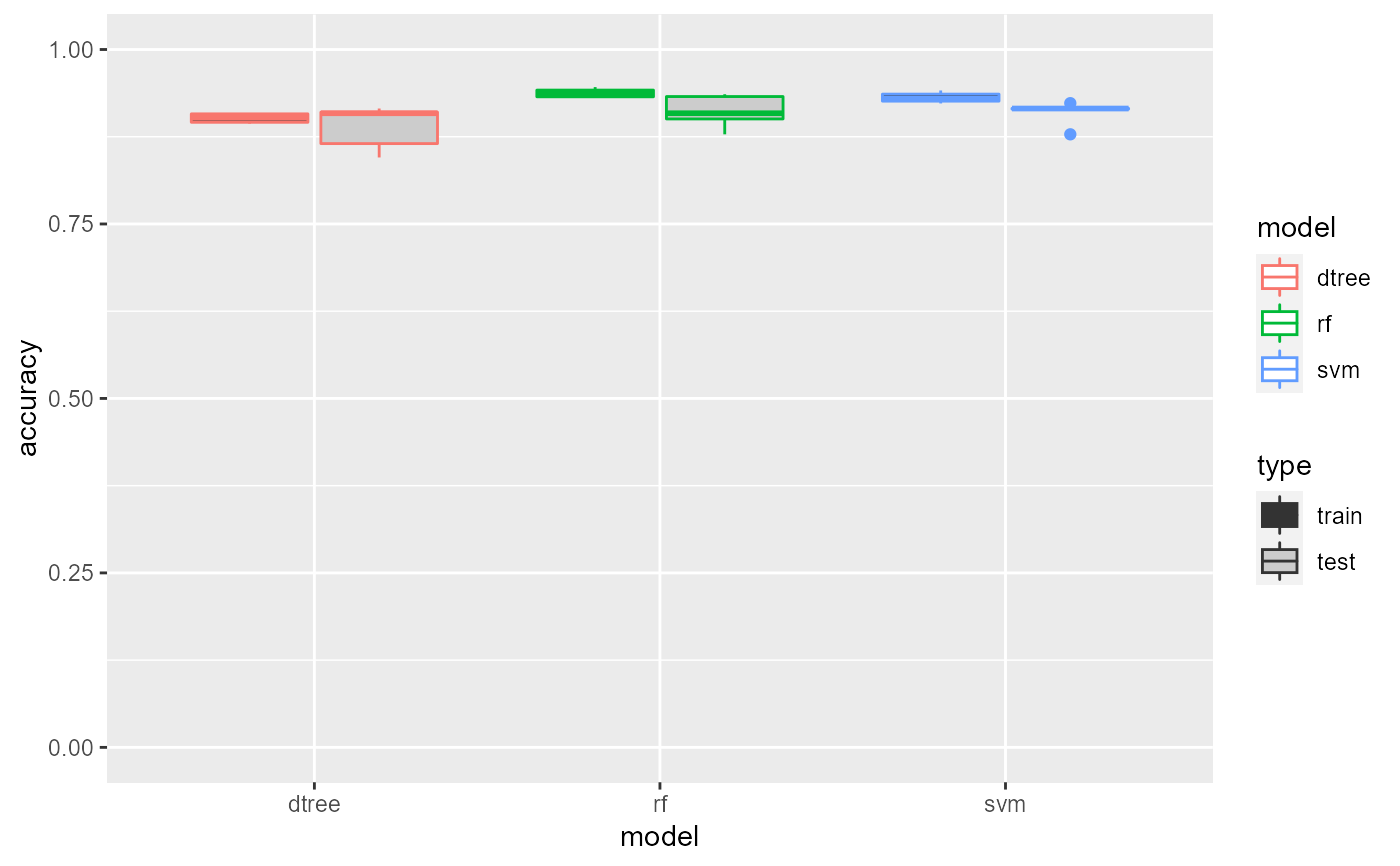 1.00
0.75
0.50
0.25
0.00
accuracy
dtree
rf
svm
model
model
dtree
rf
svm
type
train
test